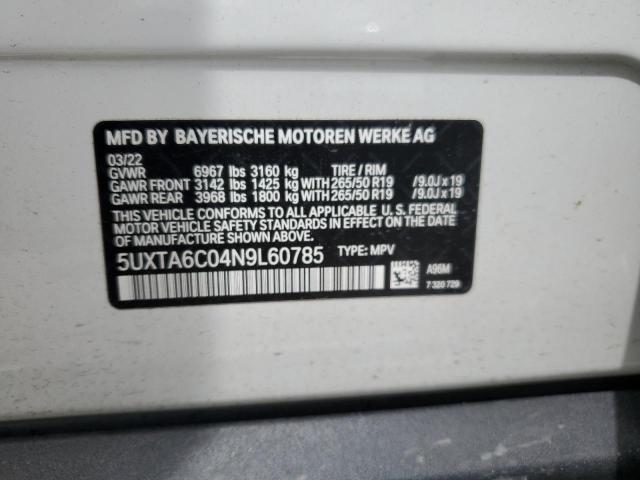 MFD BY BAYERISCHE MOTOREN WERKE AG
03/22
GVWR 6967 lbs 3160 kg TIRE / RIM
GAWR FRONT 3142 lbs 1425 kg WITH 265/50 R19 /9.0J x 19
GAWR REAR 3968 lbs 1800 kg WITH 265/50 R19 /9.0J x 19
THIS VEHICLE CONFORMS TO ALL APPLICABLE U. S. FEDERAL
MOTOR VEHICLE SAFETY STANDARDS IN EFFECT ON THE DATE
OF MANUFACTURE SHOWN ABOVE.
5UXTA6C04N9L60785 TYPE: MPV
A96M
7 320 729